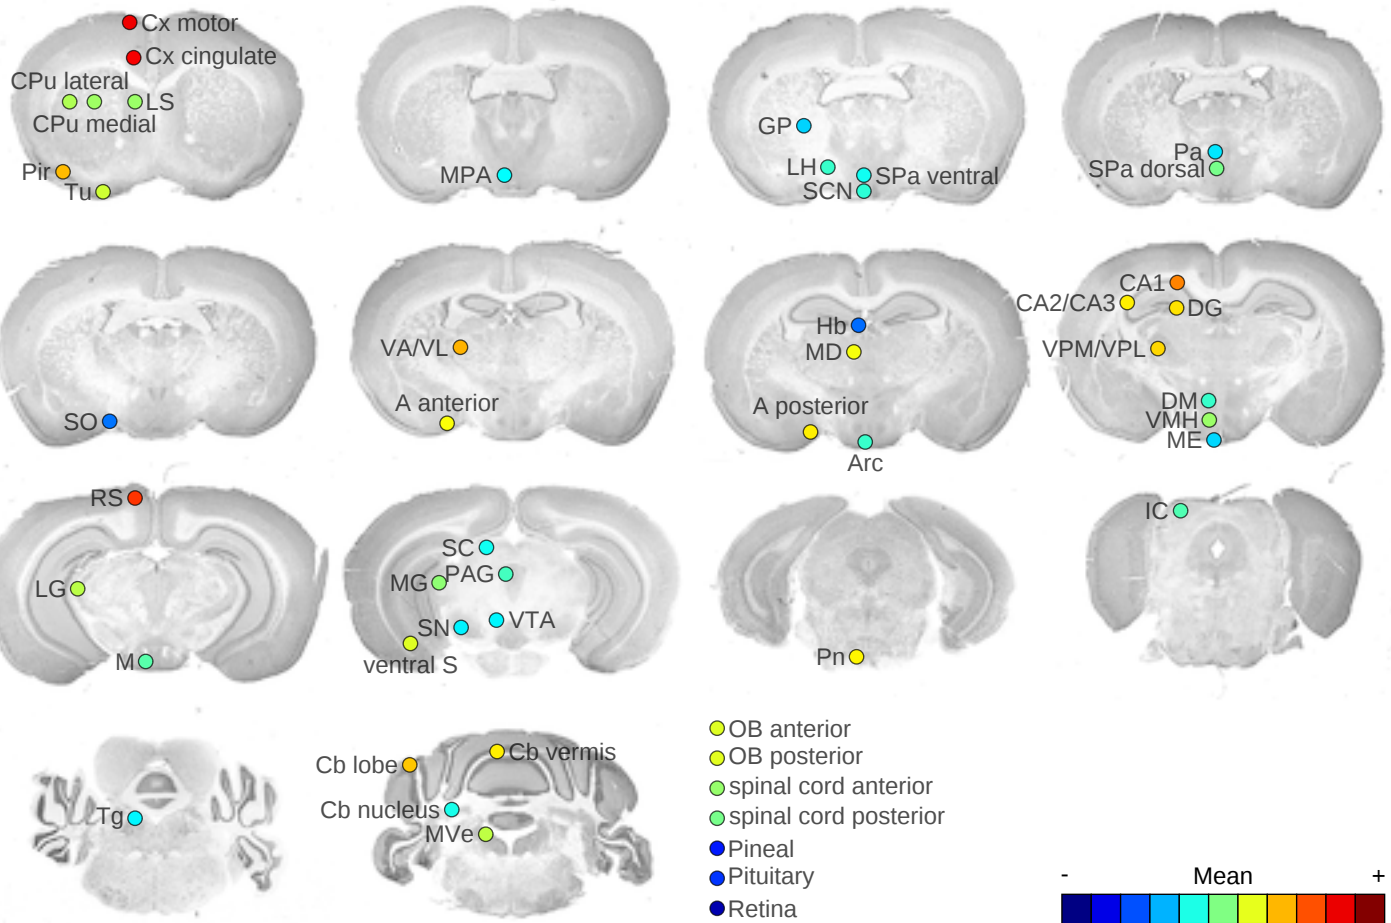 Cx motor
Cx cingulate
CPu lateral
LS
CPu medial
Pir
Tu
MPA
GP
LH
SPa ventral
SCN
Pa
SPa dorsal
SO
VA/VL
A anterior
Hb
MD
A posterior
Arc
CA1
CA2/CA3
DG
VPM/VPL
DM
VMH
ME
RS
LG
M
SC
MG
PAG
SN
VTA
ventral S
Pn
IC
Tg
Cb lobe
Cb vermis
Cb nucleus
MVe
OB anterior
OB posterior
spinal cord anterior
spinal cord posterior
Pineal
Pituitary
Retina
- Mean +